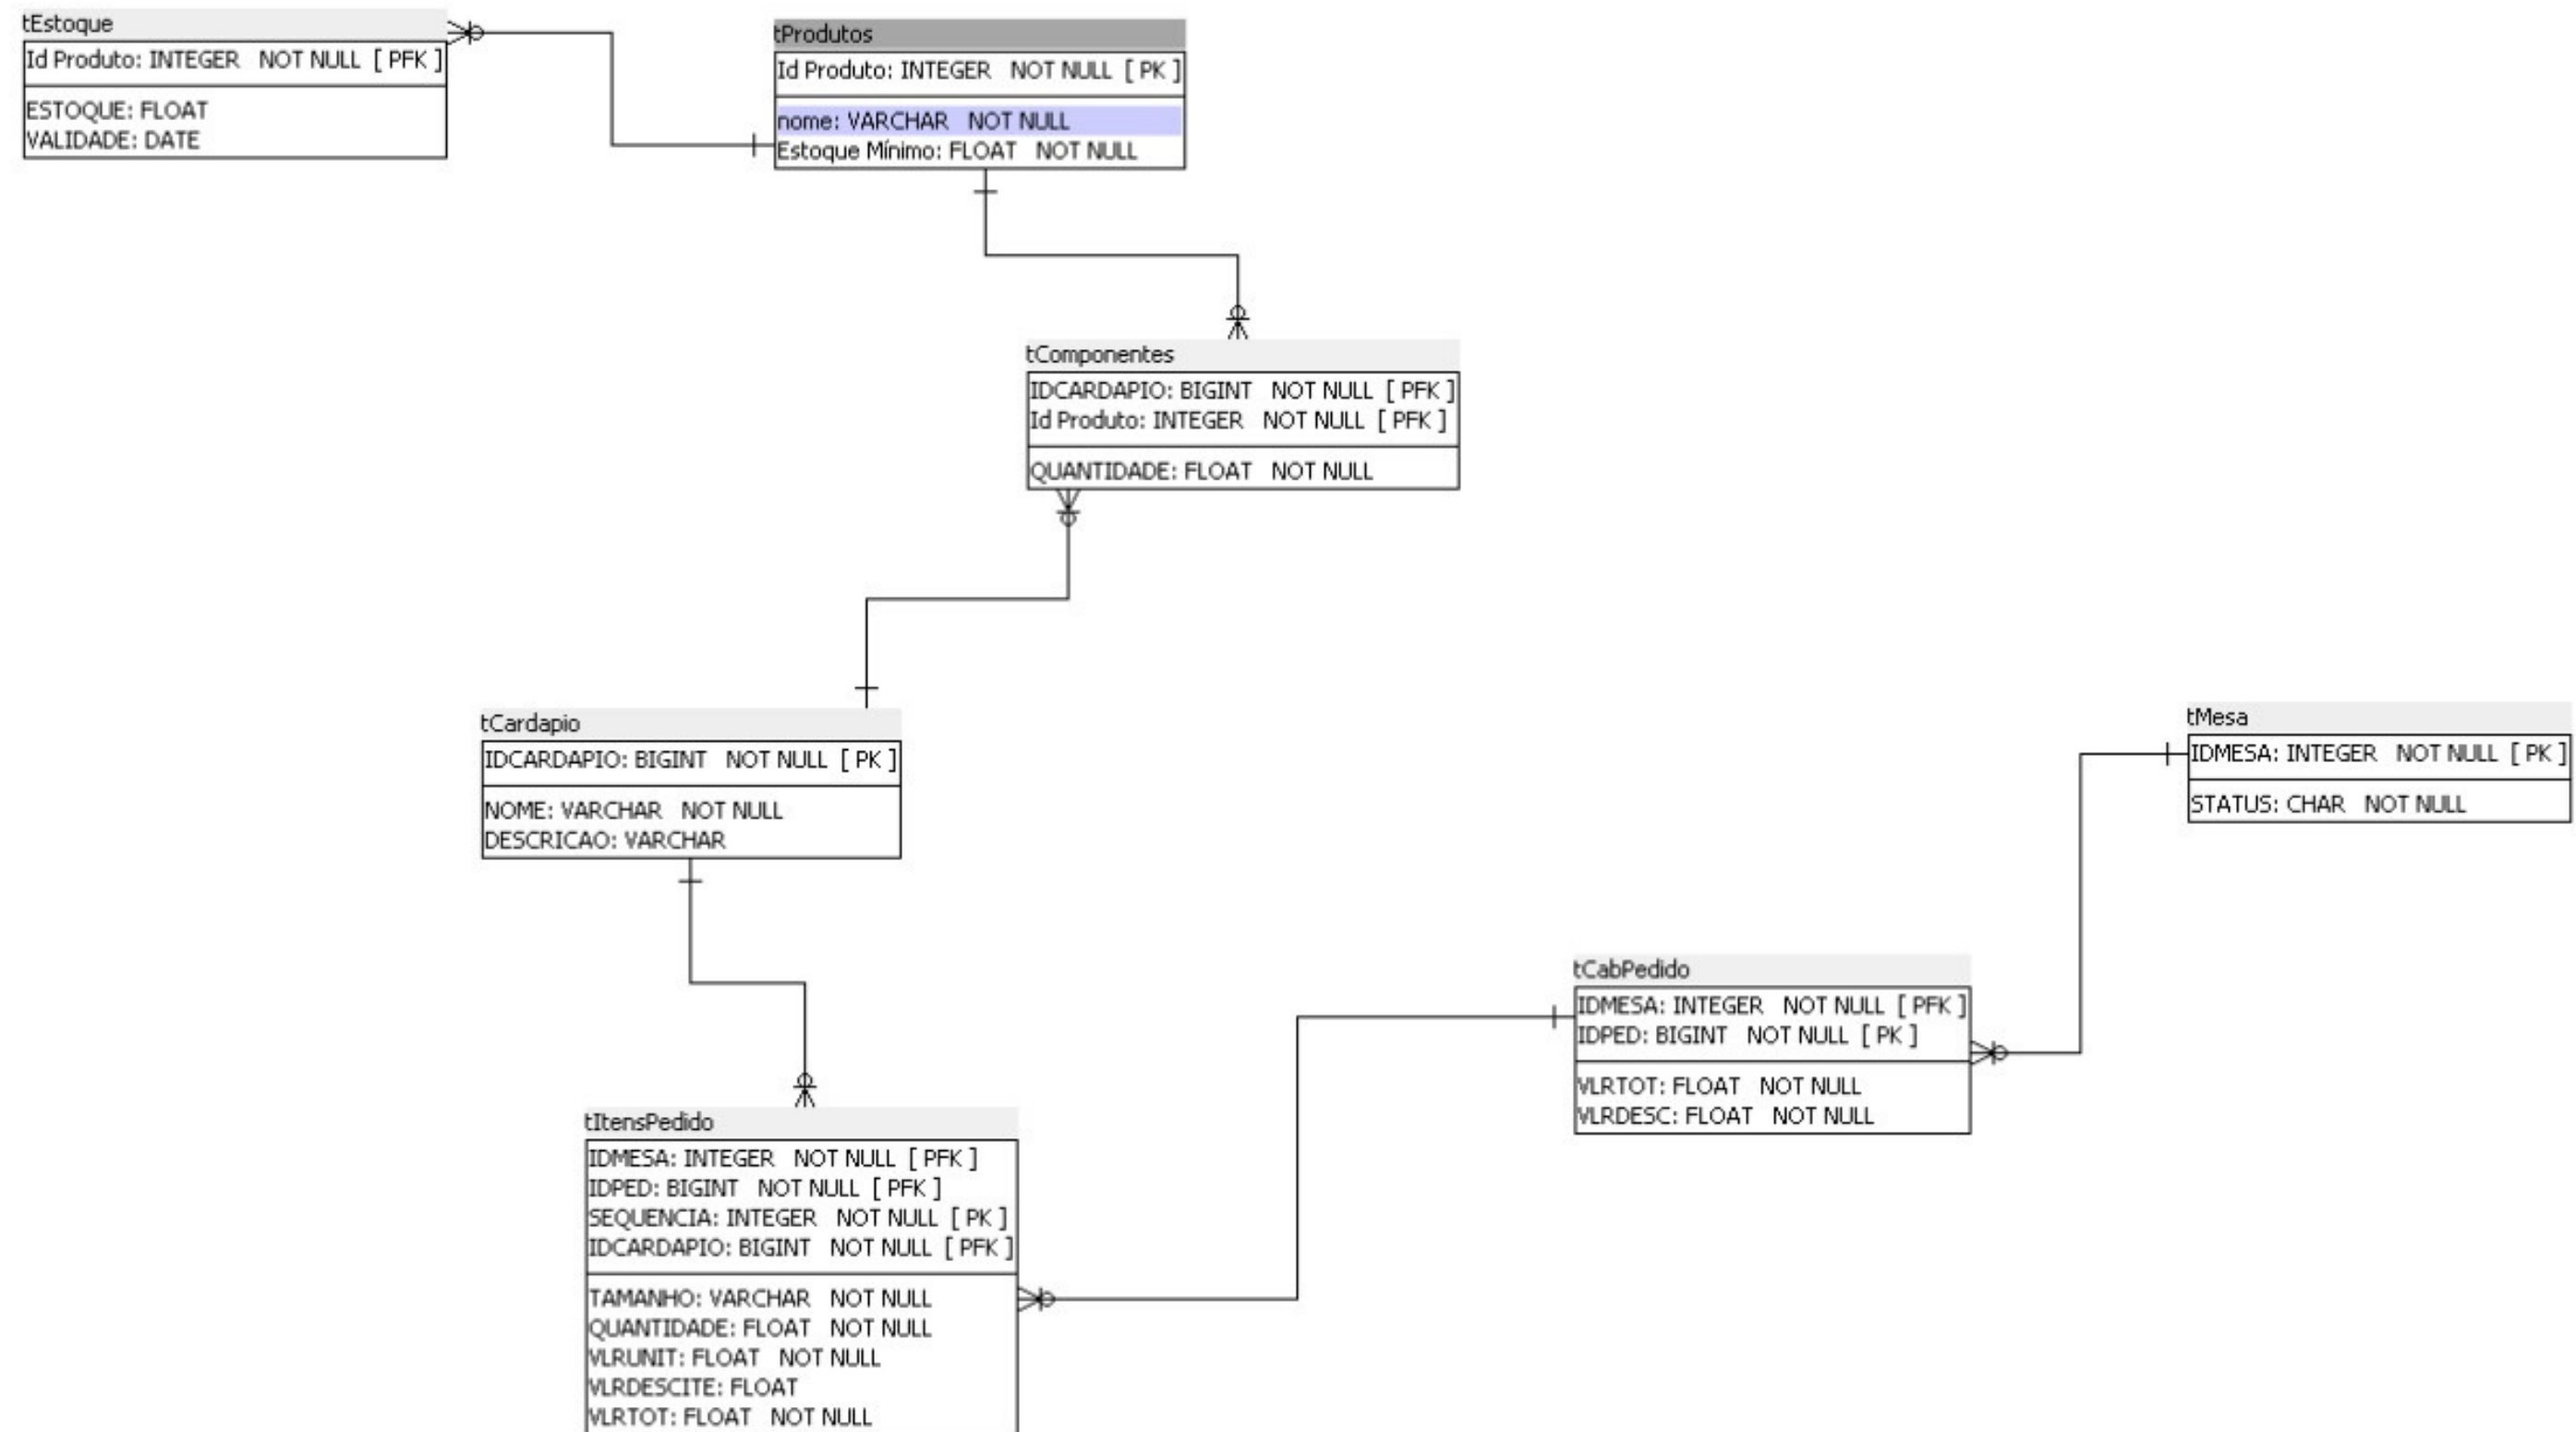 tEstoque
Id Produto: INTEGER NOT NULL [ PFK ]
ESTOQUE: FLOAT
VALIDADE: DATE
tProdutos
Id Produto: INTEGER NOT NULL [ PK ]
nome: VARCHAR NOT NULL
Estoque Mínimo: FLOAT NOT NULL
tComponentes
IDCARDAPIO: BIGINT NOT NULL [ PFK ]
Id Produto: INTEGER NOT NULL [ PFK ]
QUANTIDADE: FLOAT NOT NULL
tCardapio
IDCARDAPIO: BIGINT NOT NULL [ PK ]
NOME: VARCHAR NOT NULL
DESCRICAO: VARCHAR
tMesa
IDMESA: INTEGER NOT NULL [ PK ]
STATUS: CHAR NOT NULL
tCabPedido
IDMESA: INTEGER NOT NULL [ PFK ]
IDPED: BIGINT NOT NULL [ PK ]
VLRTOT: FLOAT NOT NULL
VLRDESC: FLOAT NOT NULL
tItensPedido
IDMESA: INTEGER NOT NULL [ PFK ]
IDPED: BIGINT NOT NULL [ PFK ]
SEQUENCIA: INTEGER NOT NULL [ PK ]
IDCARDAPIO: BIGINT NOT NULL [ PFK ]
TAMANHO: VARCHAR NOT NULL
QUANTIDADE: FLOAT NOT NULL
VLRUNIT: FLOAT NOT NULL
VLRDESCITE: FLOAT
VLRTOT: FLOAT NOT NULL